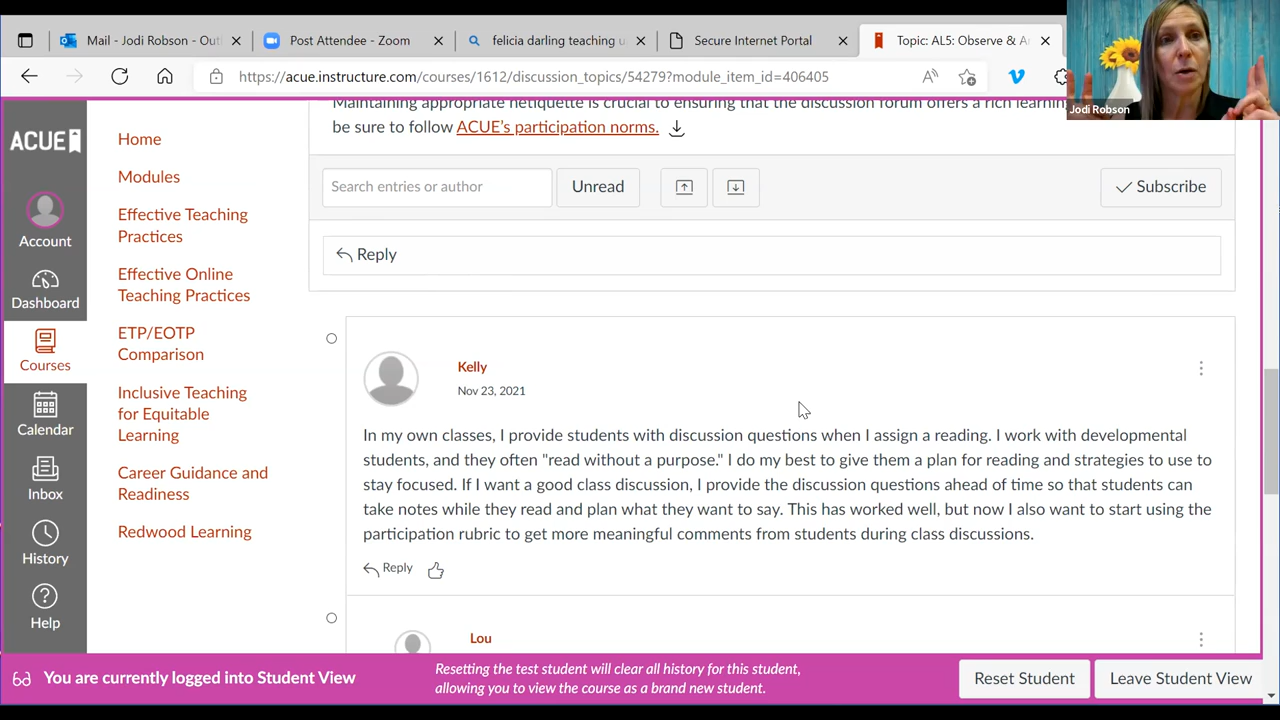 Mail - Jodi Robson - Out
Post Attendee - Zoom
felicia darling teaching
Secure Internet Portal
Topic: AL5: Observe & A
https://acue.instructure.com/courses/1612/discussion_topics/54279?module_item_id=406405
Jodi Robson
ACUE
Account
Dashboard
Courses
Calendar
Inbox
History
Help
Home
Modules
Effective Teaching
Practices
Effective Online
Teaching Practices
ETP/EOTP
Comparison
Inclusive Teaching
for Equitable
Learning
Career Guidance and
Readiness
Redwood Learning
Maintaining appropriate netiquette is crucial to ensuring that the discussion forum offers a rich learnin
be sure to follow ACUE's participation norms.
Search entries or author
Unread
Subscribe
Reply
Kelly
Nov 23, 2021
In my own classes, I provide students with discussion questions when I assign a reading. I work with developmental
students, and they often "read without a purpose." I do my best to give them a plan for reading and strategies to use to
stay focused. If I want a good class discussion, I provide the discussion questions ahead of time so that students can
take notes while they read and plan what they want to say. This has worked well, but now I also want to start using the
participation rubric to get more meaningful comments from students during class discussions.
Reply
Lou
You are currently logged into Student View
Resetting the test student will clear all history for this student,
allowing you to view the course as a brand new student.
Reset Student
Leave Student View